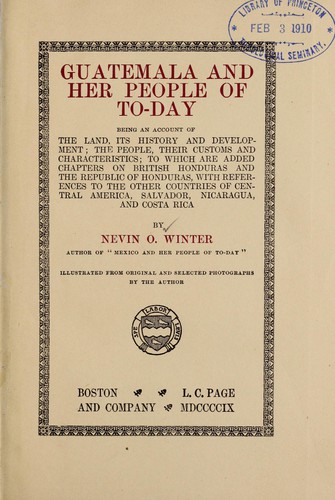 LIBRARY OF PRINCETON
FEB 3 1910
THEOLOGICAL SEMINARY.
GUATEMALA AND
HER PEOPLE OF
TO-DAY
BEING AN ACCOUNT OF
THE LAND, ITS HISTORY AND DEVELOP-
MENT; THE PEOPLE, THEIR CUSTOMS AND
CHARACTERISTICS; TO WHICH ARE ADDED
CHAPTERS ON BRITISH HONDURAS AND
THE REPUBLIC OF HONDURAS, WITH REFER-
ENCES TO THE OTHER COUNTRIES OF CEN-
TRAL AMERICA, SALVADOR, NICARAGUA,
AND COSTA RICA
BY
NEVIN O. WINTER
AUTHOR OF "MEXICO AND HER PEOPLE OF TO-DAY"
ILLUSTRATED FROM ORIGINAL AND SELECTED PHOTOGRAPHS
BY THE AUTHOR
SPE LABOR LEVIS
BOSTON L. C. PAGE
AND COMPANY MDCCCCIX